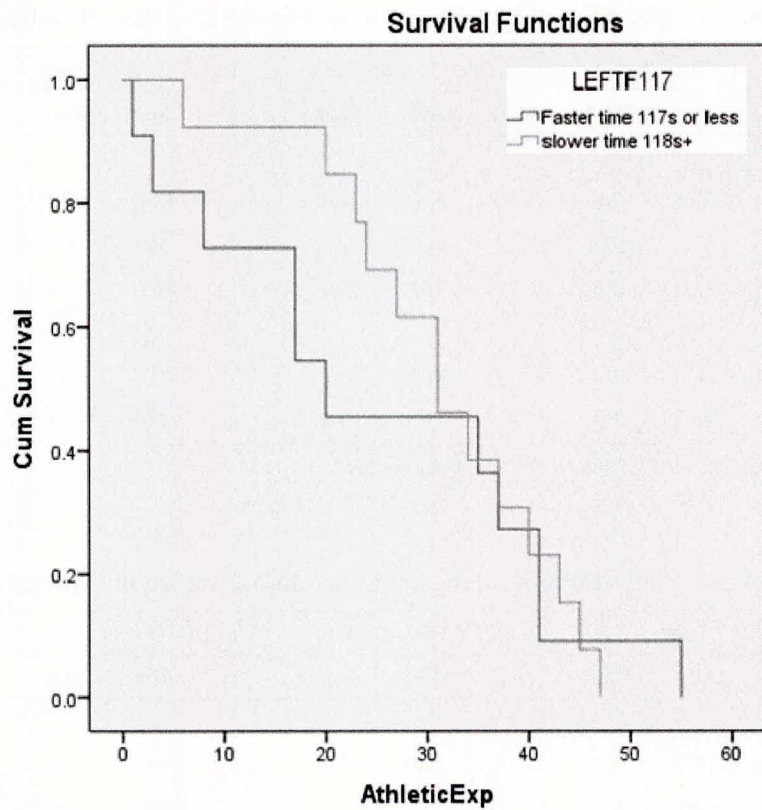 Survival Functions
LEFTF117
Faster time 117s or less
slower time 118s+
1.0
0.8
0.6
0.4
0.2
0.0
Cum Survival
0 10 20 30 40 50 60
AthleticExp